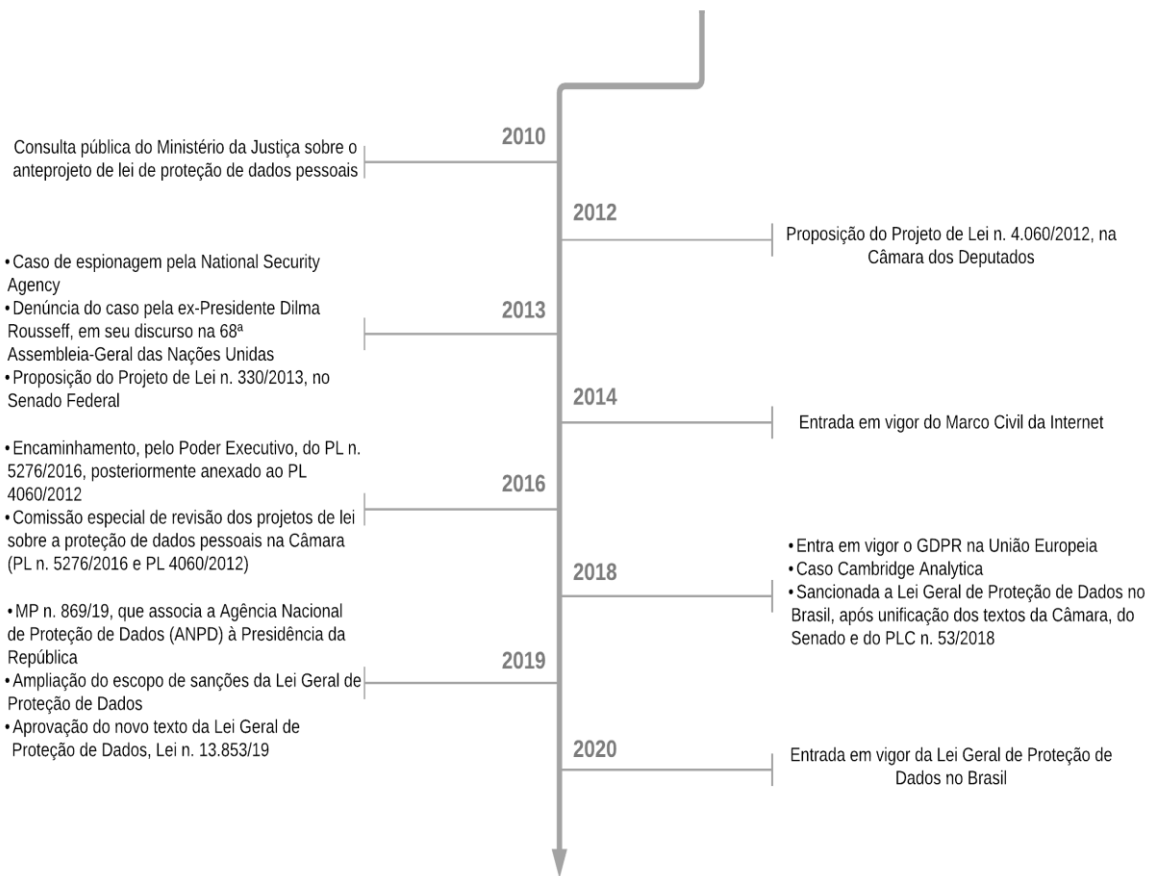 2010
Consulta pública do Ministério da Justiça sobre o
anteprojeto de lei de proteção de dados pessoais
2012
Proposição do Projeto de Lei n. 4.060/2012, na
Câmara dos Deputados
2013
•Caso de espionagem pela National Security
Agency
•Denúncia do caso pela ex-Presidente Dilma
Rousseff, em seu discurso na 68ª
Assembleia-Geral das Nações Unidas
•Proposição do Projeto de Lei n. 330/2013, no
Senado Federal
2014
Entrada em vigor do Marco Civil da Internet
2016
•Encaminhamento, pelo Poder Executivo, do PL n.
5276/2016, posteriormente anexado ao PL
4060/2012
•Comissão especial de revisão dos projetos de lei
sobre a proteção de dados pessoais na Câmara
(PL n. 5276/2016 e PL 4060/2012)
2018
•Entra em vigor o GDPR na União Europeia
•Caso Cambridge Analytica
•Sancionada a Lei Geral de Proteção de Dados no
Brasil, após unificação dos textos da Câmara, do
Senado e do PLC n. 53/2018
2019
•MP n. 869/19, que associa a Agência Nacional
de Proteção de Dados (ANPD) à Presidência da
República
•Ampliação do escopo de sanções da Lei Geral de
Proteção de Dados
•Aprovação do novo texto da Lei Geral de
Proteção de Dados, Lei n. 13.853/19
2020
Entrada em vigor da Lei Geral de Proteção de
Dados no Brasil